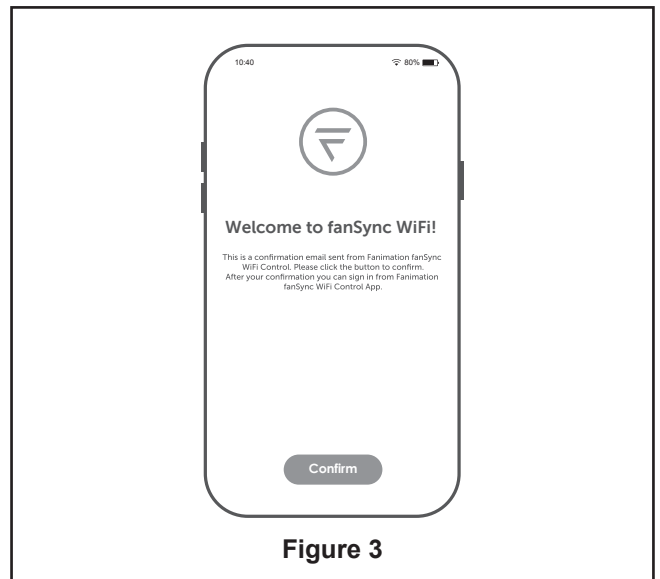 10:40 80%
Welcome to fanSync WiFi!
This is a confirmation email sent from Fanimation fanSync
WiFi Control. Please click the button to confirm.
After your confirmation you can sign in from Fanimation
fanSync WiFi Control App.
Confirm
Figure 3